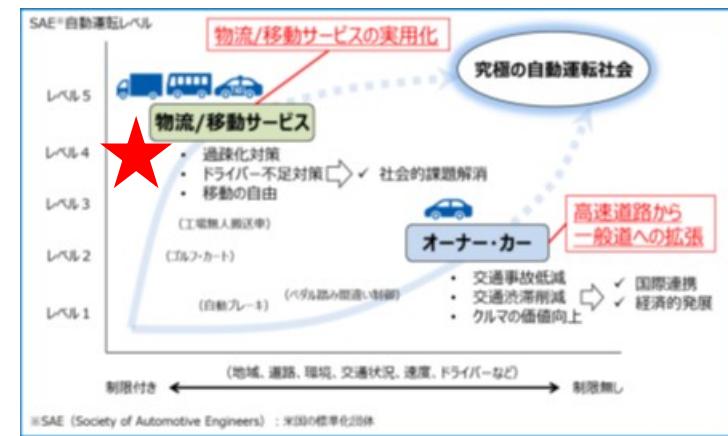 SAE※自動運転レベル
物流/移動サービスの実用化
究極の自動運転社会
レベル5
物流/移動サービス
レベル4
・ 過疎化対策
・ ドライバー不足対策
✓ 社会的課題解消
・ 移動の自由
レベル3
(工場無人搬送車)
高速道路から
一般道への拡張
オーナー・カー
レベル2
(ゴルフ・カート)
・ 交通事故低減
✓ 国際連携
・ 交通渋滞削減
✓ 経済的発展
・ クルマの価値向上
(ペダル踏み間違い制御)
(自動ブレーキ)
レベル1
(地域、道路、環境、交通状況、速度、ドライバーなど)
制限付き
制限無し
※SAE (Society of Automotive Engineers) :米国の標準化団体